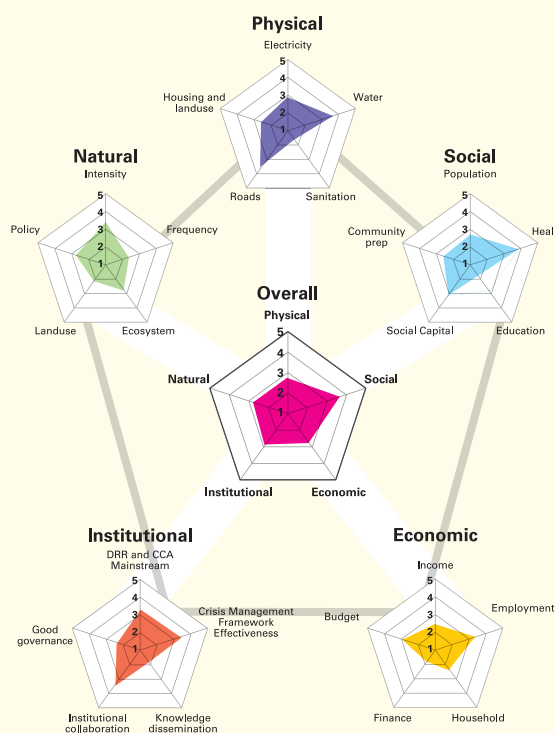 Physical
Electricity
5
4
3
2
1
Housing and
landuse
Water
Roads
Sanitation
Natural
Intensity
5
4
3
2
1
Policy
Frequency
Landuse
Ecosystem
Social
Population
5
4
3
2
1
Community
prep
Heal
Social Capital
Education
Overall
Physical
5
4
3
2
1
Natural
Social
Institutional
Economic
Institutional
DRR and CCA
Mainstream
5
4
3
2
1
Good
governance
Crisis Management
Framework
Effectiveness
Institutional
collaboration
Knowledge
dissemination
Economic
Income
5
4
3
2
1
Budget
Employment
Finance
Household